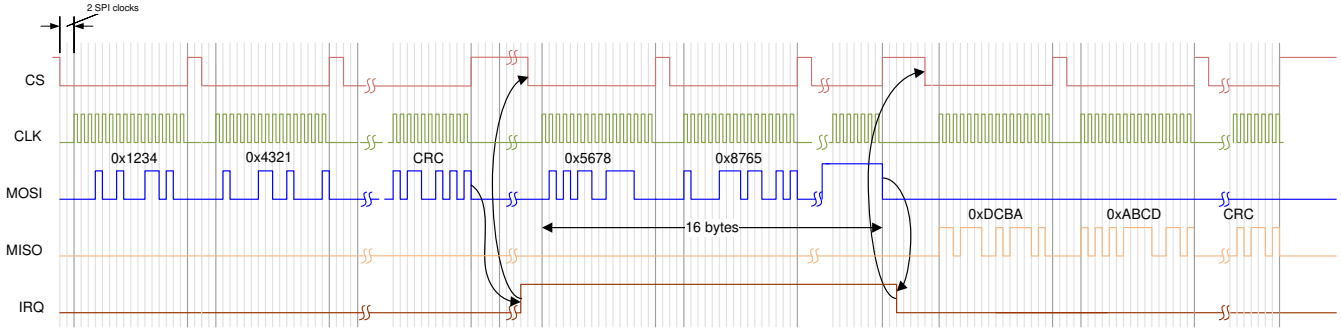 2 SPI clocks
CS
CLK
0x1234
0x4321
CRC
0x5678
0x8765
MOSI
16 bytes
0xDCBA
0xABCD
CRC
MISO
IRQ